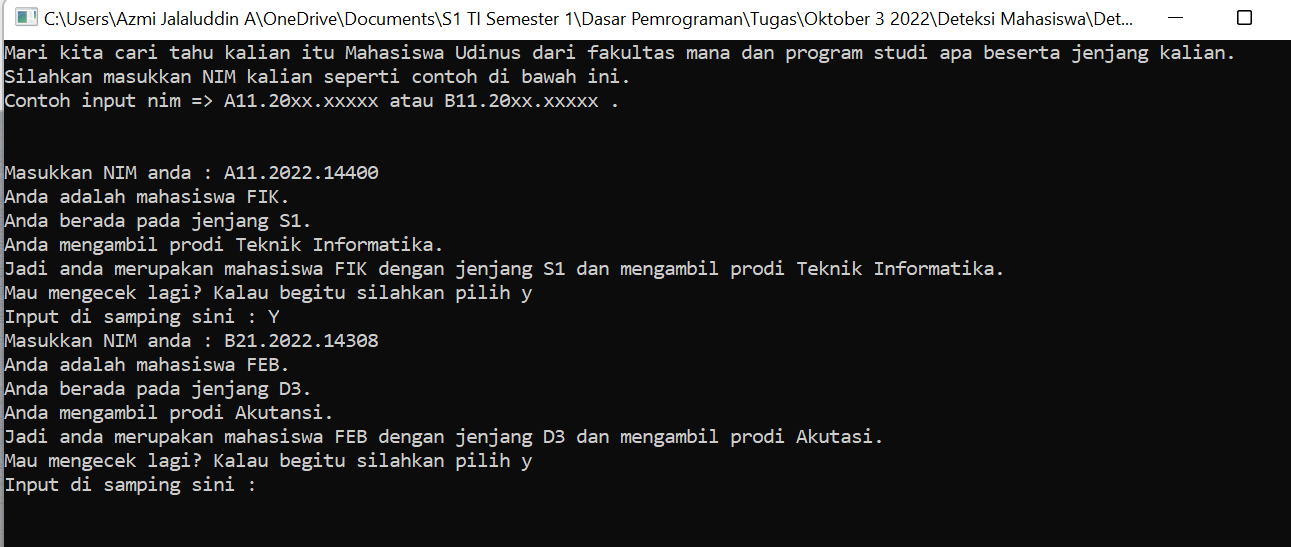 C:\Users\Azmi Jalaluddin A\OneDrive\Documents\S1 TI Semester 1\Dasar Pemrograman\Tugas\Oktober 3 2022\Deteksi Mahasiswa\Det...
Mari kita cari tahu kalian itu Mahasiswa Udinus dari fakultas mana dan program studi apa beserta jenjang kalian.
Silahkan masukkan NIM kalian seperti contoh di bawah ini.
Contoh input nim => A11.20xx.xxxxx atau B11.20xx.xxxxx .
Masukkan NIM anda : A11.2022.14400
Anda adalah mahasiswa FIK.
Anda berada pada jenjang S1.
Anda mengambil prodi Teknik Informatika.
Jadi anda merupakan mahasiswa FIK dengan jenjang S1 dan mengambil prodi Teknik Informatika.
Mau mengecek lagi? Kalau begitu silahkan pilih y
Input di samping sini : Y
Masukkan NIM anda : B21.2022.14308
Anda adalah mahasiswa FEB.
Anda berada pada jenjang D3.
Anda mengambil prodi Akutansi.
Jadi anda merupakan mahasiswa FEB dengan jenjang D3 dan mengambil prodi Akutasi.
Mau mengecek lagi? Kalau begitu silahkan pilih y
Input di samping sini :